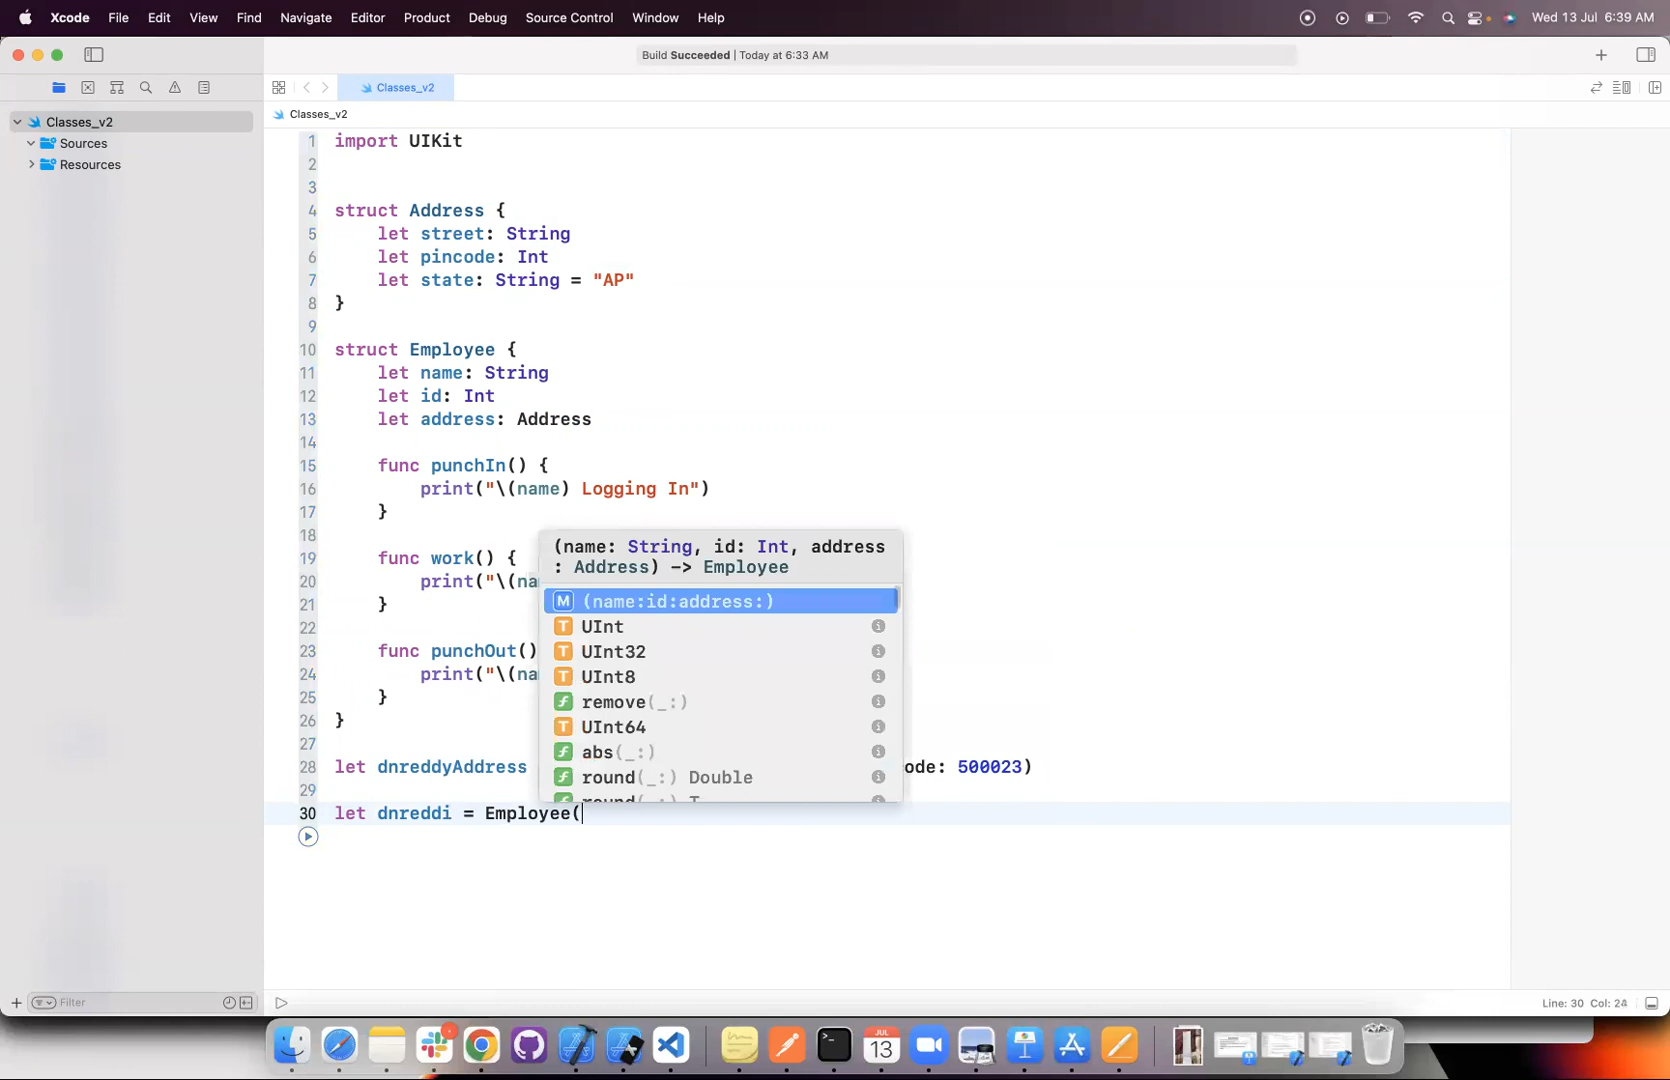 Xcode File Edit View Find Navigate Editor Product Debug Source Control Window Help Wed 13 Jul 6:39 AM
Build Succeeded | Today at 6:33 AM
Classes_v2
Classes_v2
Classes_v2
Sources
Resources
1 import UIKit
2
3
4 struct Address {
5 let street: String
6 let pincode: Int
7 let state: String = "AP"
8 }
9
10 struct Employee {
11 let name: String
12 let id: Int
13 let address: Address
14
15 func punchIn() {
16 print("\(name) Logging In")
17 }
18
19 func work() {
20 print("\(na
21 }
22
23 func punchOut()
24 print("\(na
25 }
26 }
27
28 let dnreddyAddress ode: 500023)
29
30 let dnreddi = Employee(
(name: String, id: Int, address
: Address) -> Employee
M (name:id:address:)
T UInt
T UInt32
T UInt8
f remove(_:)
T UInt64
f abs(_:)
f round(_:) Double
Filter
Line: 30 Col: 24
JUL
13